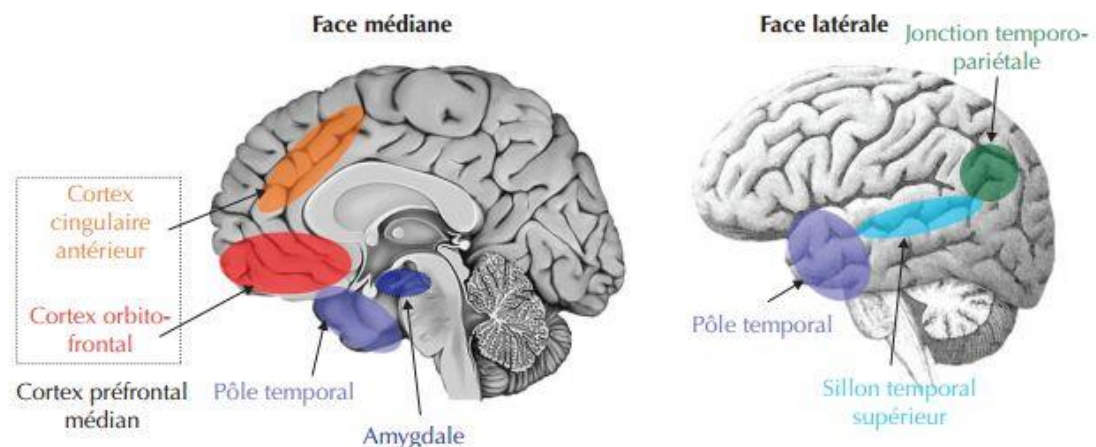 Face médiane
Face latérale
Jonction temporo-
pariétale
Cortex
cingulaire
antérieur
Cortex orbito-
frontal
Cortex préfrontal
médian
Pôle temporal
Amygdale
Pôle temporal
Sillon temporal
supérieur